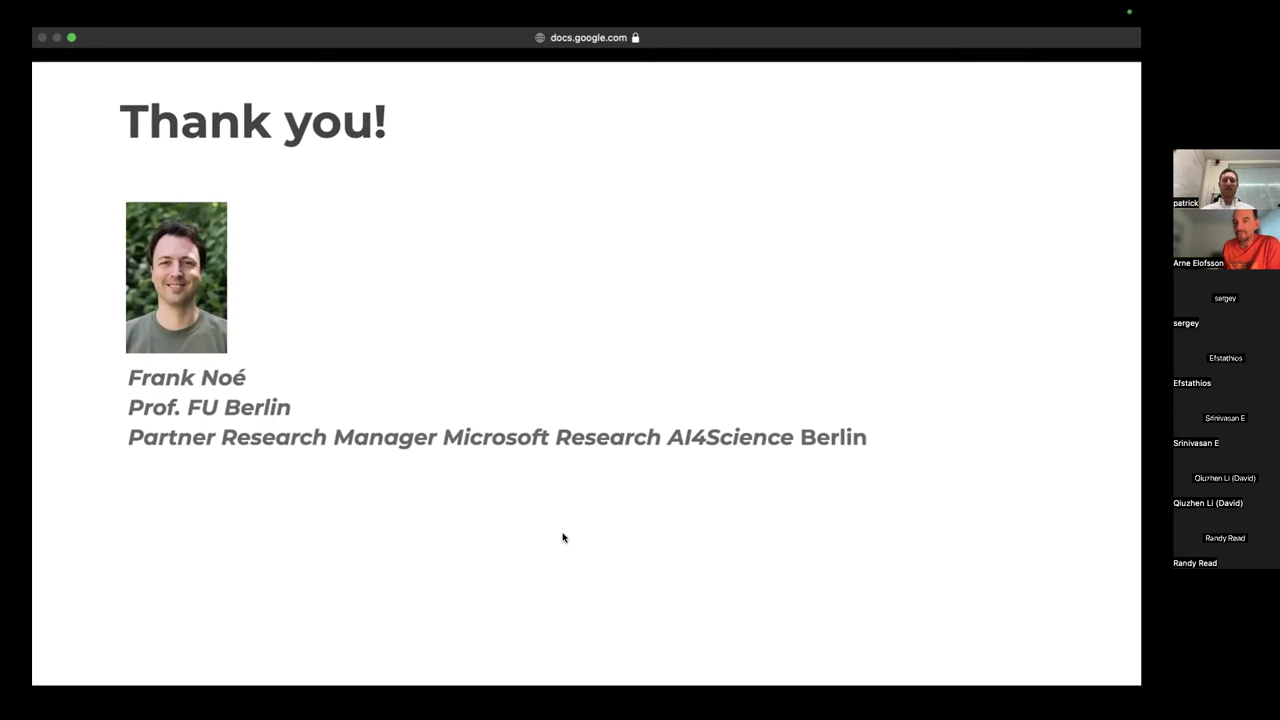 docs.google.com
Thank you!
Frank Noé
Prof. FU Berlin
Partner Research Manager Microsoft Research AI4Science Berlin
patrick
Arne Elofsson
sergey
sergey
Efstathios
Efstathios
Srinivasan E
Srinivasan E
Qiuzhen Li (David)
Qiuzhen Li (David)
Randy Read
Randy Read